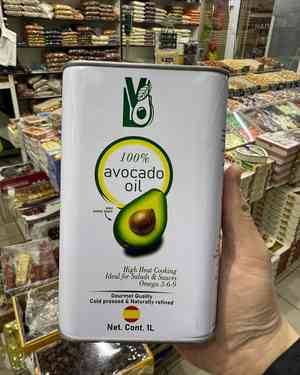 100%
avocado
oil
High Heat Cooking
Ideal for Salads & Sauces
Omega 3-6-9
Gourmet Quality
Cold pressed & Naturally refined
Net. Cont. 1L